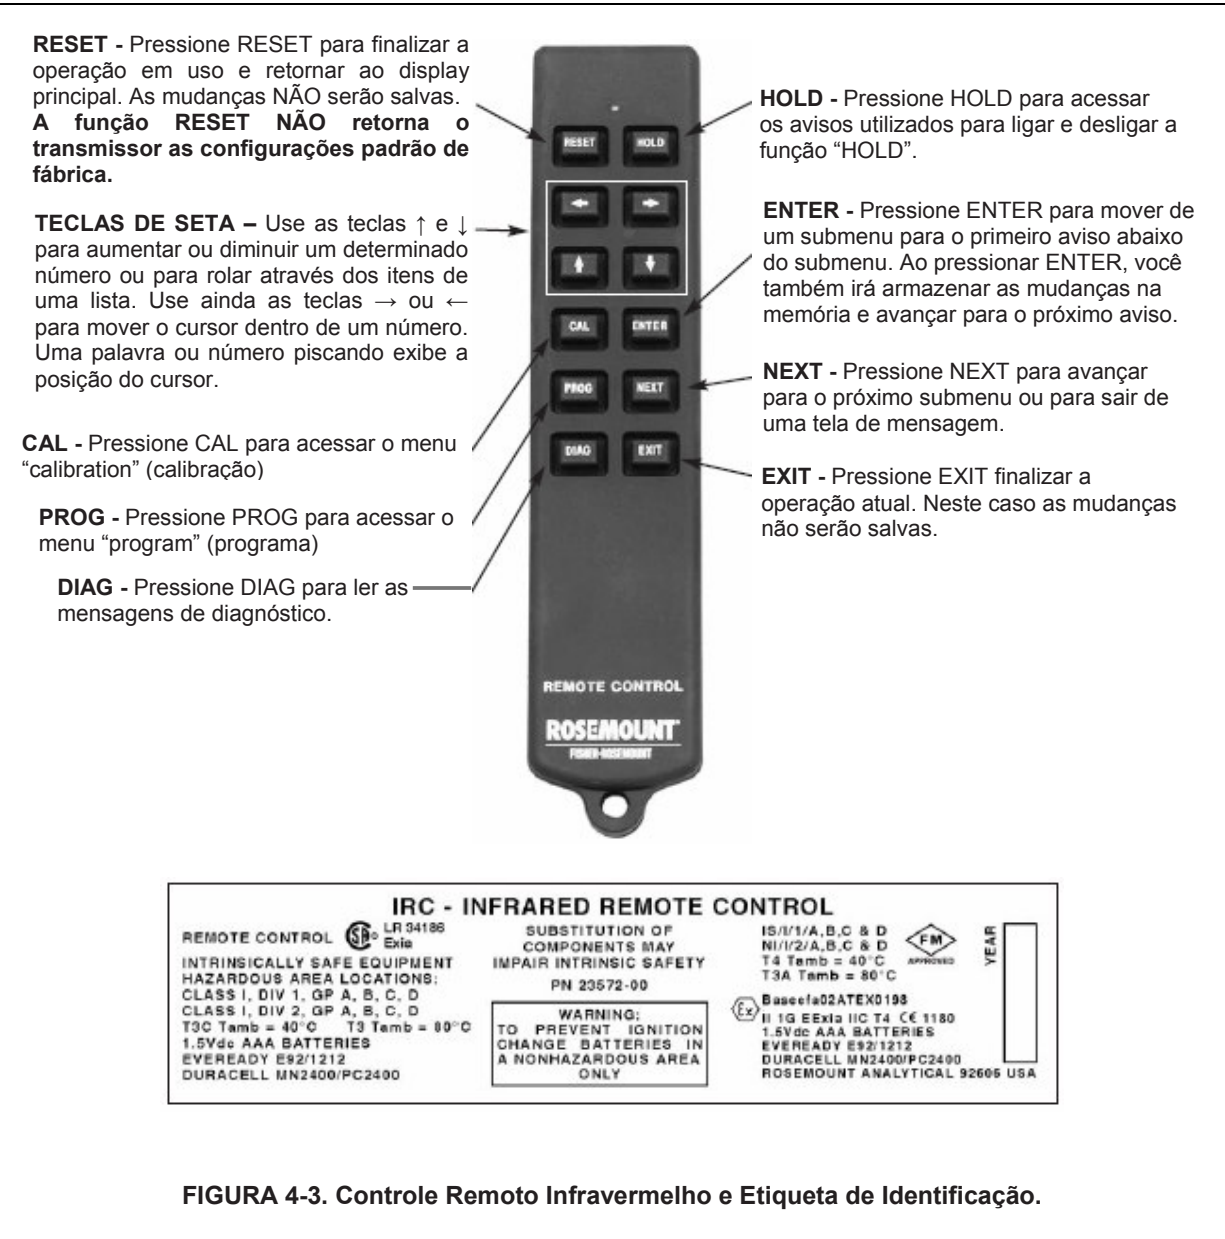 RESET - Pressione RESET para finalizar a
operação em uso e retornar ao display
principal. As mudanças NÃO serão salvas.
A função RESET NÃO retorna o
transmissor as configurações padrão de
fábrica.
TECLAS DE SETA – Use as teclas ↑ e ↓
para aumentar ou diminuir um determinado
número ou para rolar através dos itens de
uma lista. Use ainda as teclas → ou ←
para mover o cursor dentro de um número.
Uma palavra ou número piscando exibe a
posição do cursor.
CAL - Pressione CAL para acessar o menu
“calibration” (calibração)
PROG - Pressione PROG para acessar o
menu “program” (programa)
DIAG - Pressione DIAG para ler as
mensagens de diagnóstico.
RESET HOLD
← →
↑ ↓
CAL ENTER
PROG NEXT
DIAG EXIT
REMOTE CONTROL
ROSEMOUNT
FISHER-ROSEMOUNT
HOLD - Pressione HOLD para acessar
os avisos utilizados para ligar e desligar a
função “HOLD”.
ENTER - Pressione ENTER para mover de
um submenu para o primeiro aviso abaixo
do submenu. Ao pressionar ENTER, você
também irá armazenar as mudanças na
memória e avançar para o próximo aviso.
NEXT - Pressione NEXT para avançar
para o próximo submenu ou para sair de
uma tela de mensagem.
EXIT - Pressione EXIT finalizar a
operação atual. Neste caso as mudanças
não serão salvas.
IRC - INFRARED REMOTE CONTROL
REMOTE CONTROL
LR 34186
Exia
INTRINSICALLY SAFE EQUIPMENT
HAZARDOUS AREA LOCATIONS:
CLASS I, DIV 1, GP A, B, C, D
CLASS I, DIV 2, GP A, B, C, D
T3C Tamb = 40°C T3 Tamb = 80°C
1.5Vdc AAA BATTERIES
EVEREADY E92/1212
DURACELL MN2400/PC2400
SUBSTITUTION OF
COMPONENTS MAY
IMPAIR INTRINSIC SAFETY
PN 23572-00
WARNING:
TO PREVENT IGNITION
CHANGE BATTERIES IN
A NONHAZARDOUS AREA
ONLY
IS/I/1/A,B,C & D
NI/I/2/A,B,C & D
T4 Tamb = 40°C
T3A Tamb = 80°C
FM
APPROVED
Baseefa02ATEX0198
Ex II 1G EExia IIC T4 CE 1180
1.5Vdc AAA BATTERIES
EVEREADY E92/1212
DURACELL MN2400/PC2400
ROSEMOUNT ANALYTICAL 92606 USA
YEAR
FIGURA 4-3. Controle Remoto Infravermelho e Etiqueta de Identificação.